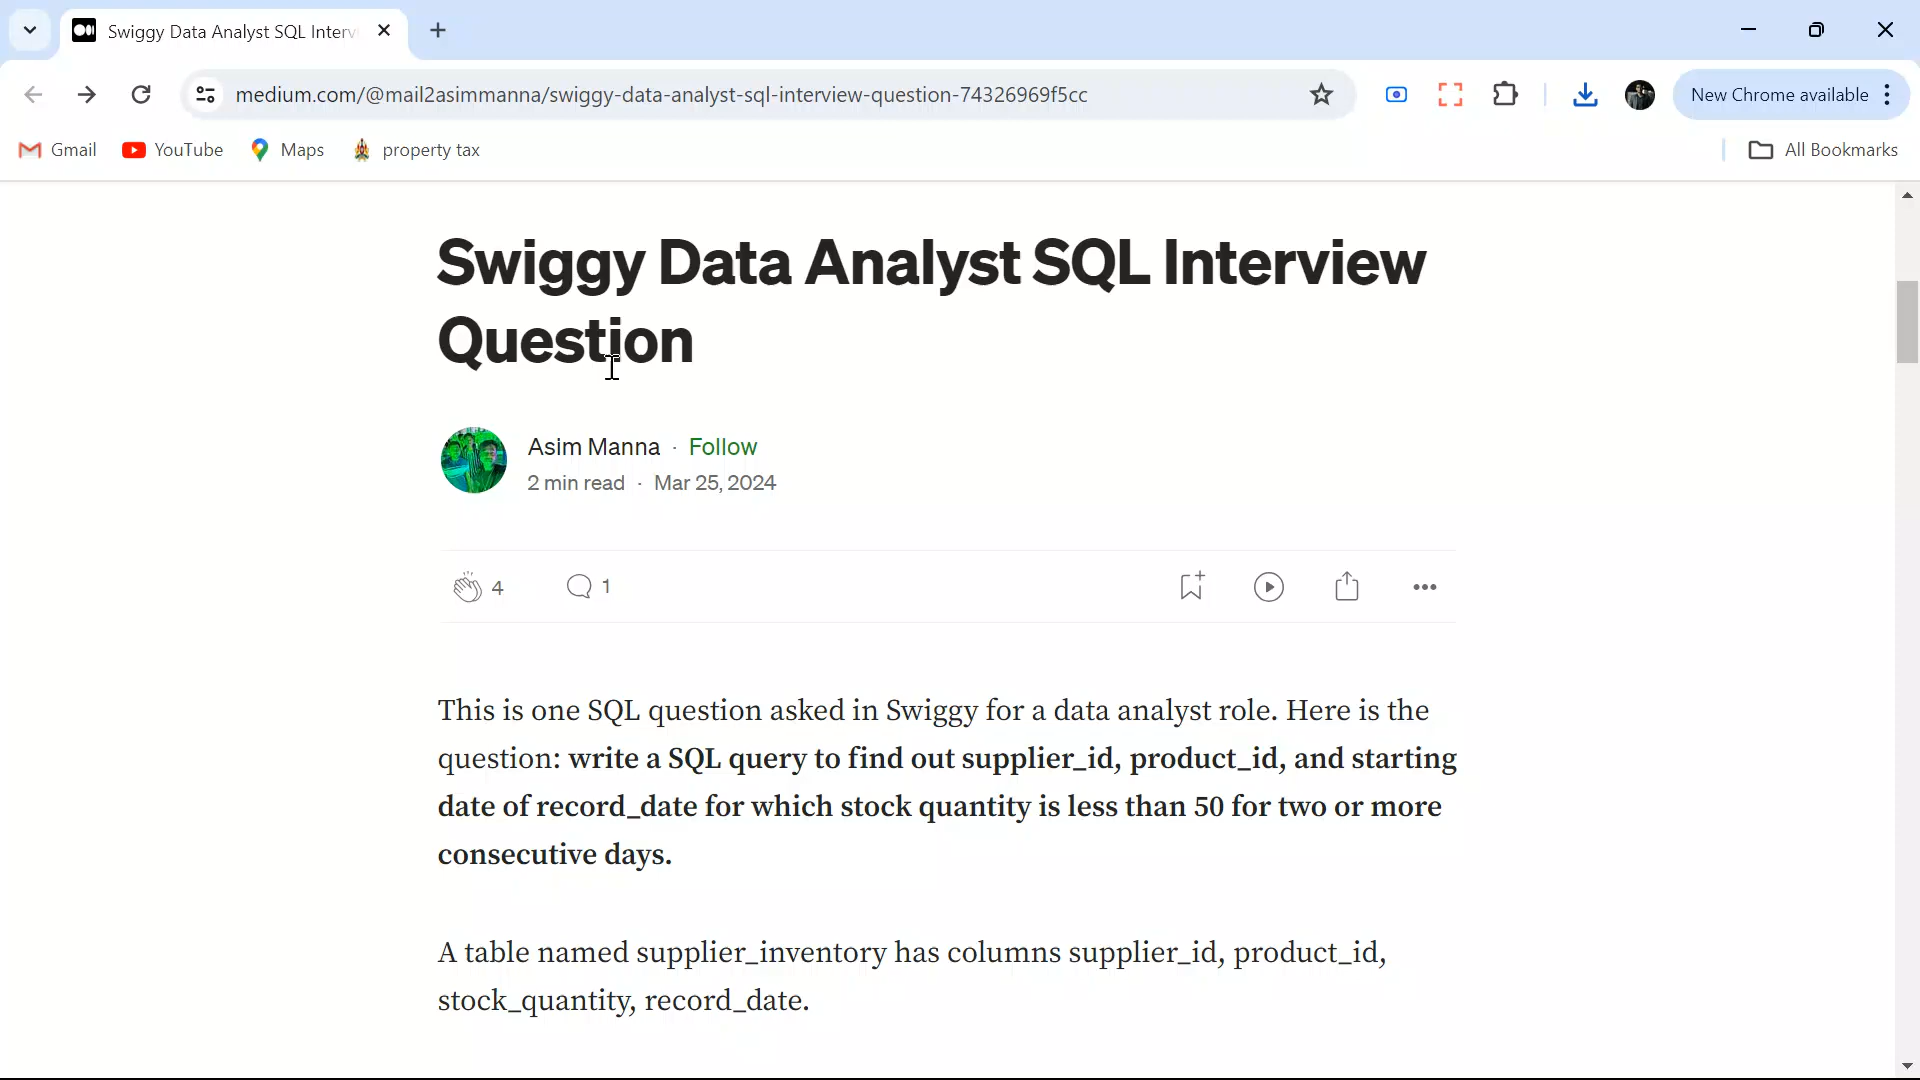 Swiggy Data Analyst SQL Interv
medium.com/@mail2asimmanna/swiggy-data-analyst-sql-interview-question-74326969f5cc
New Chrome available
Gmail
YouTube
Maps
property tax
All Bookmarks
Swiggy Data Analyst SQL Interview
Question
Asim Manna · Follow
2 min read · Mar 25, 2024
4
1
This is one SQL question asked in Swiggy for a data analyst role. Here is the
question: write a SQL query to find out supplier_id, product_id, and starting
date of record_date for which stock quantity is less than 50 for two or more
consecutive days.
A table named supplier_inventory has columns supplier_id, product_id,
stock_quantity, record_date.